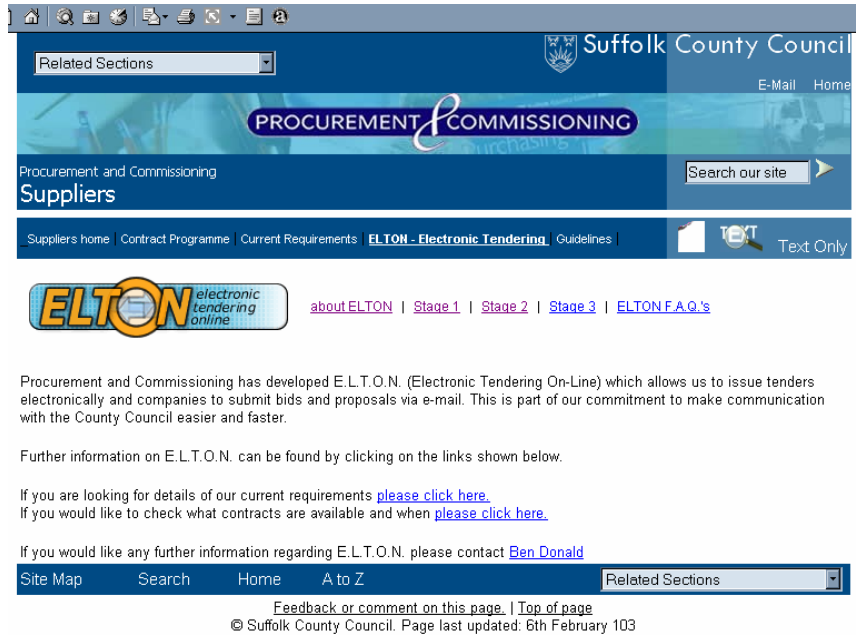 Related Sections
Suffolk County Council
E-Mail Home
PROCUREMENT & COMMISSIONING
Purchasing
Procurement and Commissioning
Suppliers
Search our site
Suppliers home | Contract Programme | Current Requirements | ELTON - Electronic Tendering | Guidelines |
TEXT
Text Only
ELTON electronic
tendering
online
about ELTON | Stage 1 | Stage 2 | Stage 3 | ELTON F.A.Q.'s
Procurement and Commissioning has developed E.L.T.O.N. (Electronic Tendering On-Line) which allows us to issue tenders
electronically and companies to submit bids and proposals via e-mail. This is part of our commitment to make communication
with the County Council easier and faster.
Further information on E.L.T.O.N. can be found by clicking on the links shown below.
If you are looking for details of our current requirements please click here.
If you would like to check what contracts are available and when please click here.
If you would like any further information regarding E.L.T.O.N. please contact Ben Donald
Site Map Search Home A to Z Related Sections
Feedback or comment on this page. | Top of page
© Suffolk County Council. Page last updated: 6th February 103